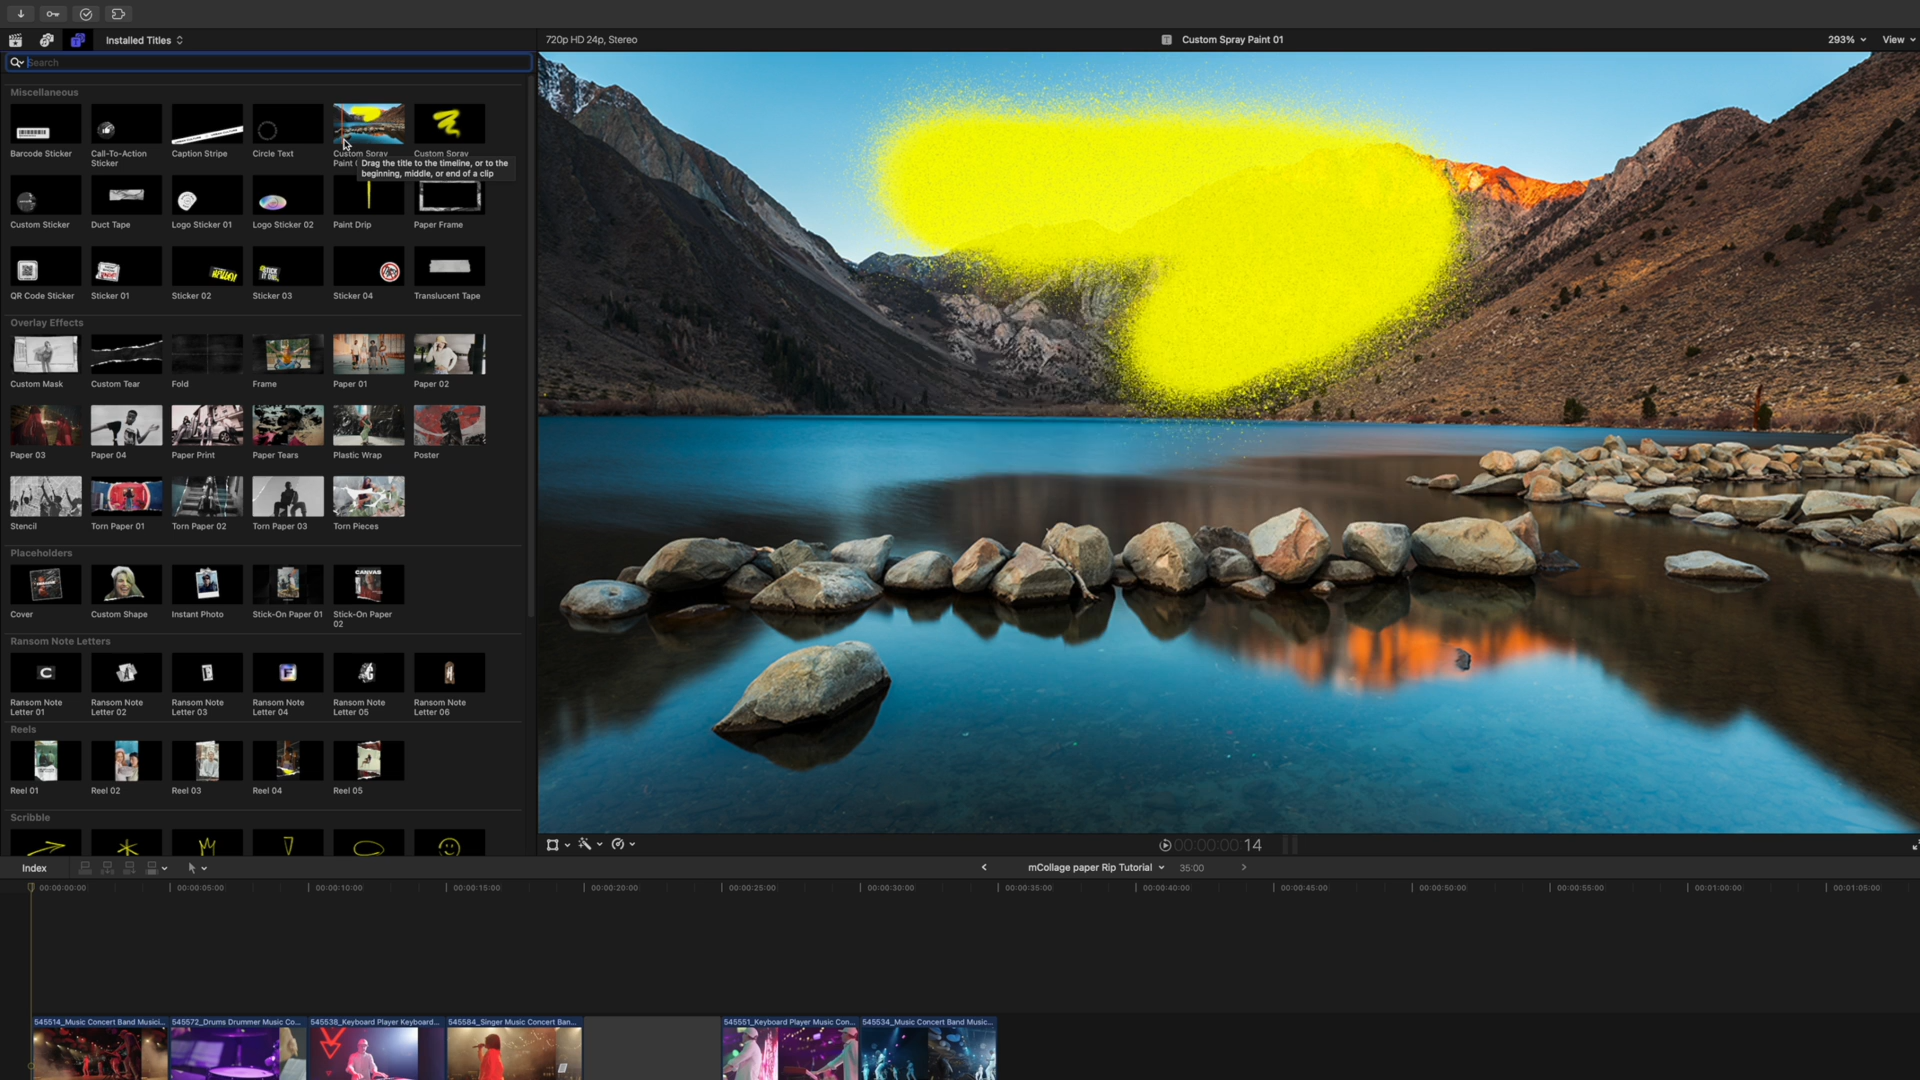 Installed Titles
720p HD 24p, Stereo
Custom Spray Paint 01
293%
View
Search
Miscellaneous
Barcode Sticker
Call-To-Action Sticker
Caption Stripe
Circle Text
Custom Spray Paint
Custom Spray
Drag the title to the timeline, or to the
beginning, middle, or end of a clip
Custom Sticker
Duct Tape
Logo Sticker 01
Logo Sticker 02
Paint Drip
Paper Frame
QR Code Sticker
Sticker 01
Sticker 02
Sticker 03
Sticker 04
Translucent Tape
Overlay Effects
Custom Mask
Custom Tear
Fold
Frame
Paper 01
Paper 02
Paper 03
Paper 04
Paper Print
Paper Tears
Plastic Wrap
Poster
Stencil
Torn Paper 01
Torn Paper 02
Torn Paper 03
Torn Pieces
Placeholders
CANVAS
Cover
Custom Shape
Instant Photo
Stick-On Paper 01
Stick-On Paper
02
Ransom Note Letters
C
F
Ransom Note
Letter 01
Ransom Note
Letter 02
Ransom Note
Letter 03
Ransom Note
Letter 04
Ransom Note
Letter 05
Ransom Note
Letter 06
Reels
Reel 01
Reel 02
Reel 03
Reel 04
Reel 05
Scribble
00:00:00:00 14
Index
mCollage paper Rip Tutorial
35:00
00:00:00:00
00:00:05:00
00:00:10:00
00:00:15:00
00:00:20:00
00:00:25:00
00:00:30:00
00:00:35:00
00:00:40:00
00:00:45:00
00:00:50:00
00:00:55:00
00:01:00:00
00:01:05:00
545514_Music Concert Band Musici...
545572_Drums Drummer Music Co...
545538_Keyboard Player Keyboard...
545584_Singer Music Concert Ban...
545551_Keyboard Player Music Con...
545534_Music Concert Band Music...